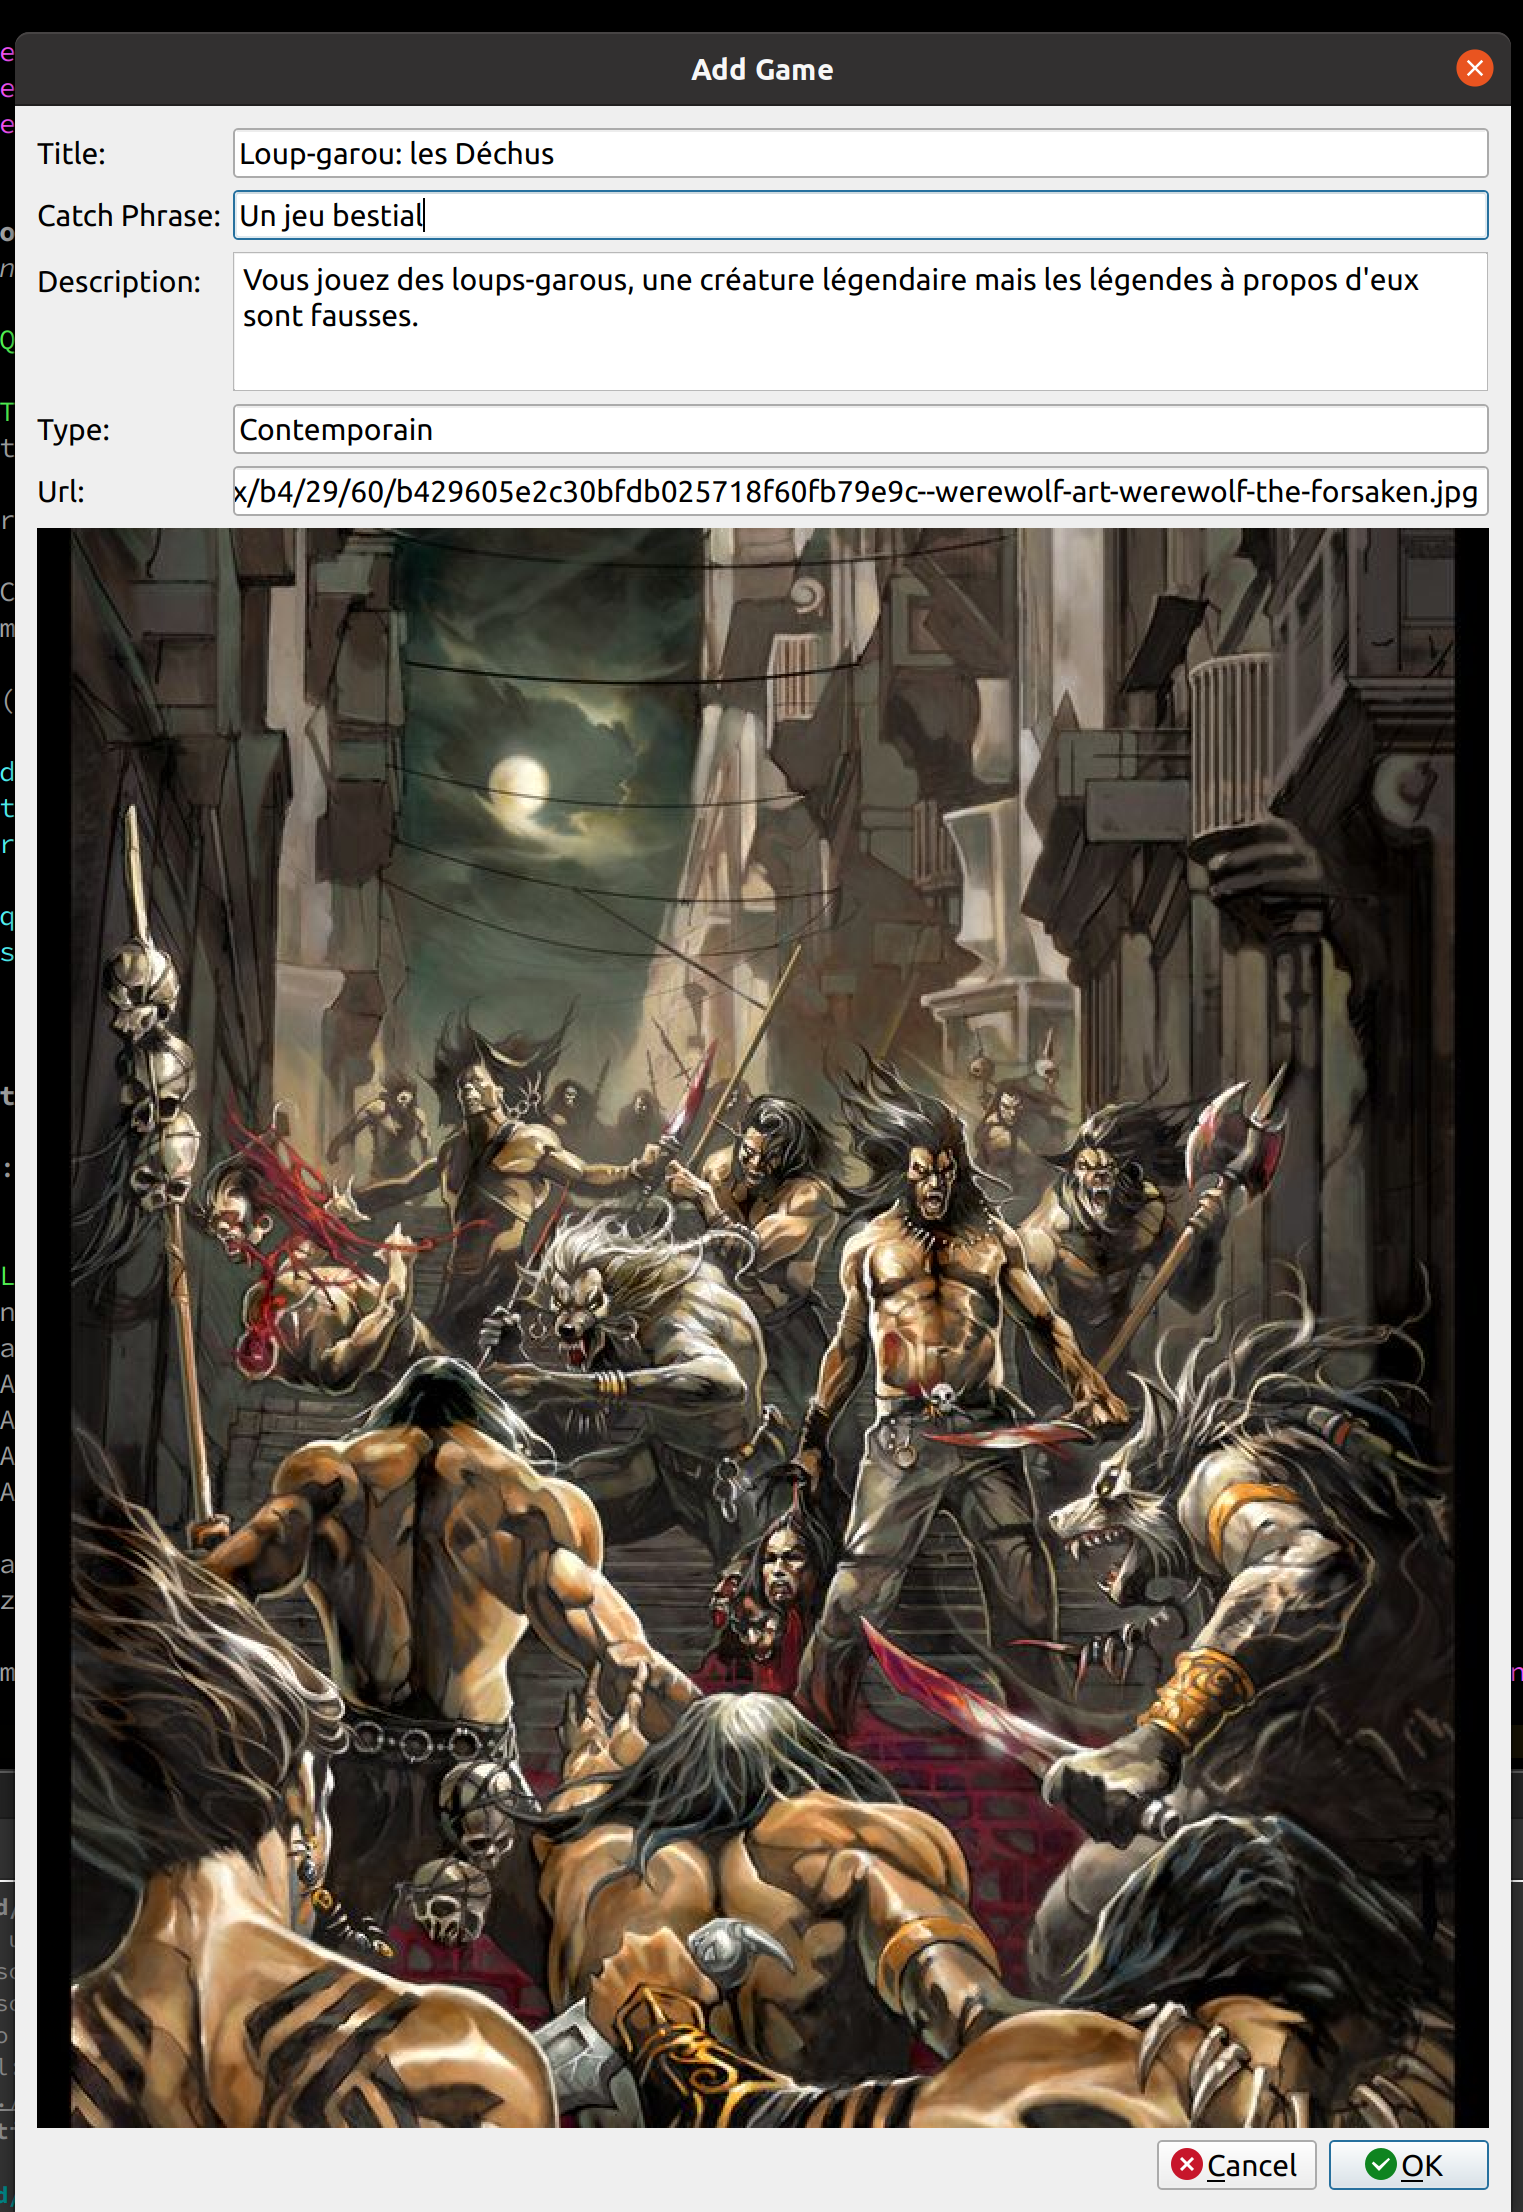 Add Game
Title:
Loup-garou: les Déchus
Catch Phrase:
Un jeu bestial
Description:
Vous jouez des loups-garous, une créature légendaire mais les légendes à propos d'eux
sont fausses.
Type:
Contemporain
Url:
x/b4/29/60/b429605e2c30bfdb025718f60fb79e9c--werewolf-art-werewolf-the-forsaken.jpg
Cancel
OK